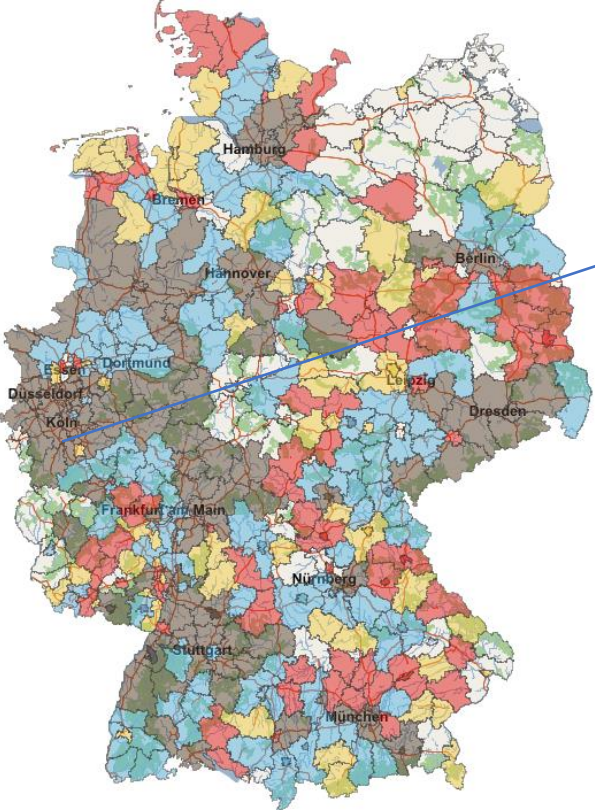 Hamburg
Bremen
Berlin
Hannover
Essen
Dortmund
Düsseldorf
Leipzig
Köln
Dresden
Frankfurt am Main
Nürnberg
Stuttgart
München